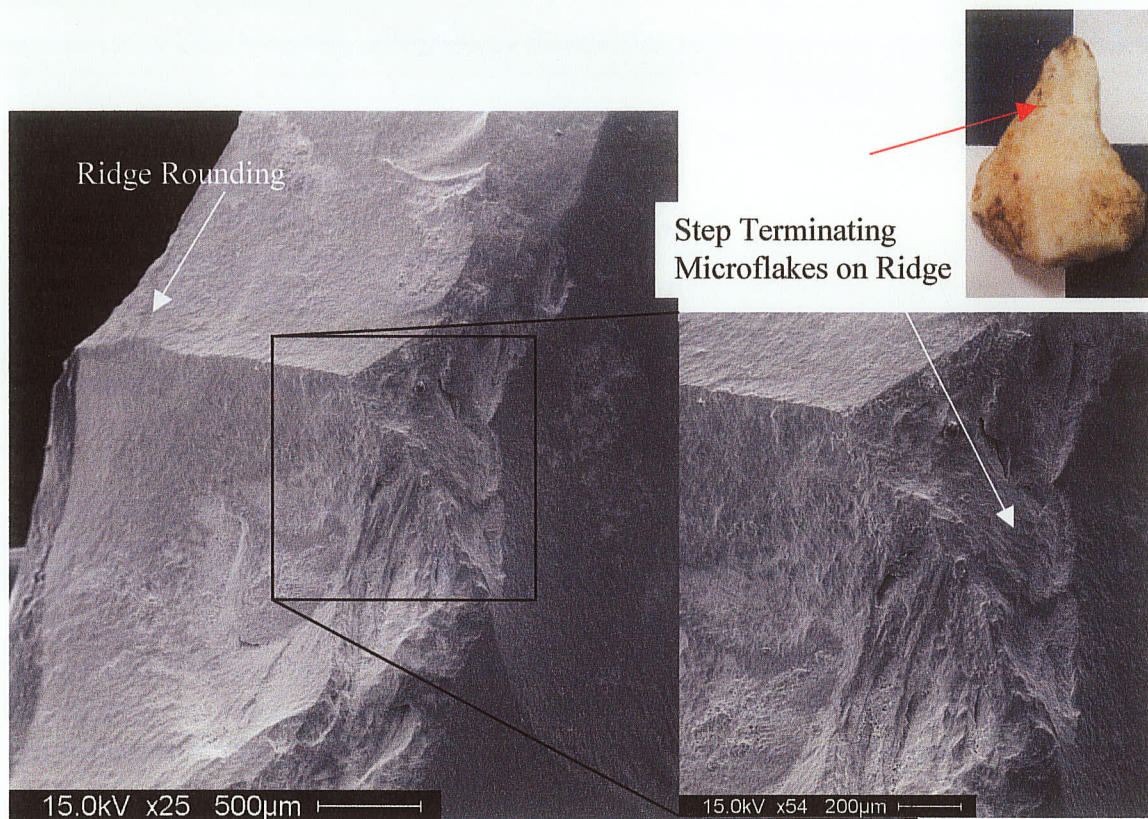 Ridge Rounding
Step Terminating
Microflakes on Ridge
15.0kV x25 500μm
15.0kV x54 200μm